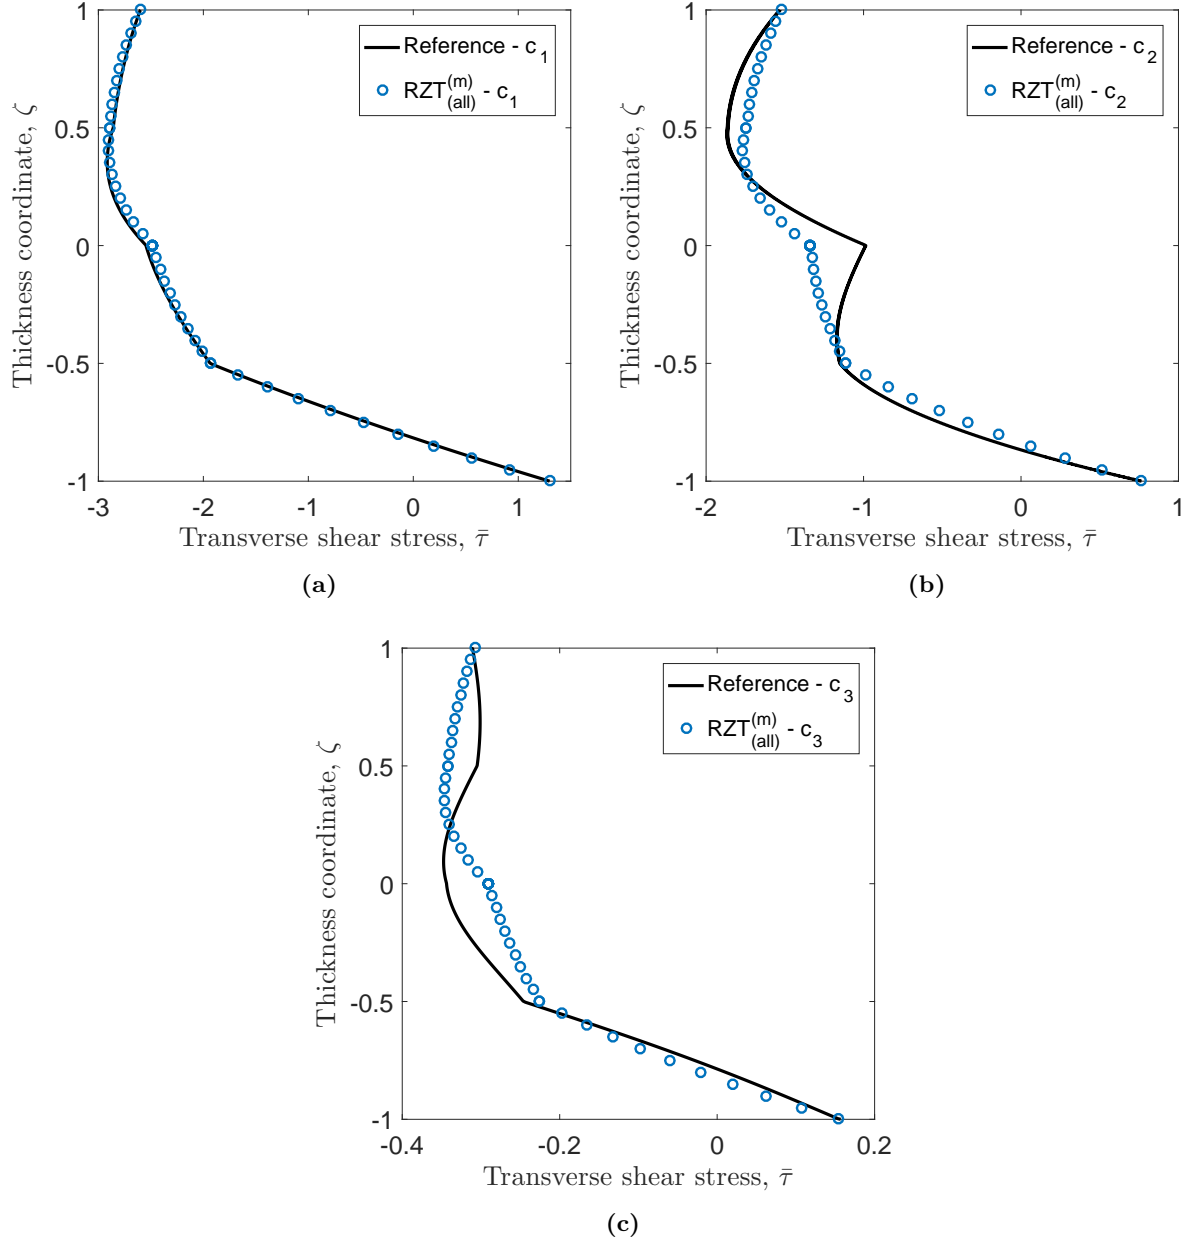 Reference - c1
RZT(m)(all) - c1
Thickness coordinate, ζ
1
0.5
0
-0.5
-1
-3
-2
-1
0
1
Transverse shear stress, τ̄
(a)
Reference - c2
RZT(m)(all) - c2
Thickness coordinate, ζ
1
0.5
0
-0.5
-1
-2
-1
0
1
Transverse shear stress, τ̄
(b)
Reference - c3
RZT(m)(all) - c3
Thickness coordinate, ζ
1
0.5
0
-0.5
-1
-0.4
-0.2
0
0.2
Transverse shear stress, τ̄
(c)